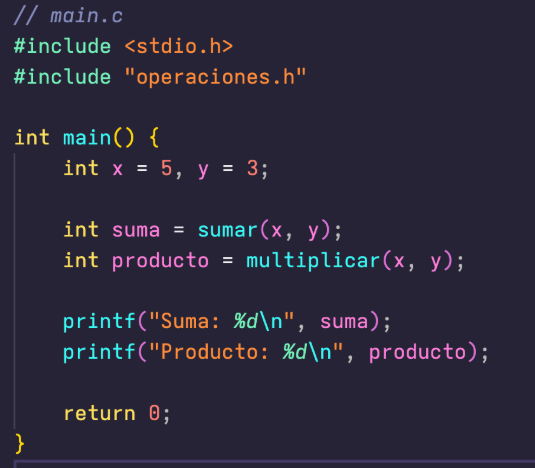 // main.c
#include <stdio.h>
#include "operaciones.h"

int main() {
    int x = 5, y = 3;

    int suma = sumar(x, y);
    int producto = multiplicar(x, y);

    printf("Suma: %d\n", suma);
    printf("Producto: %d\n", producto);

    return 0;
}